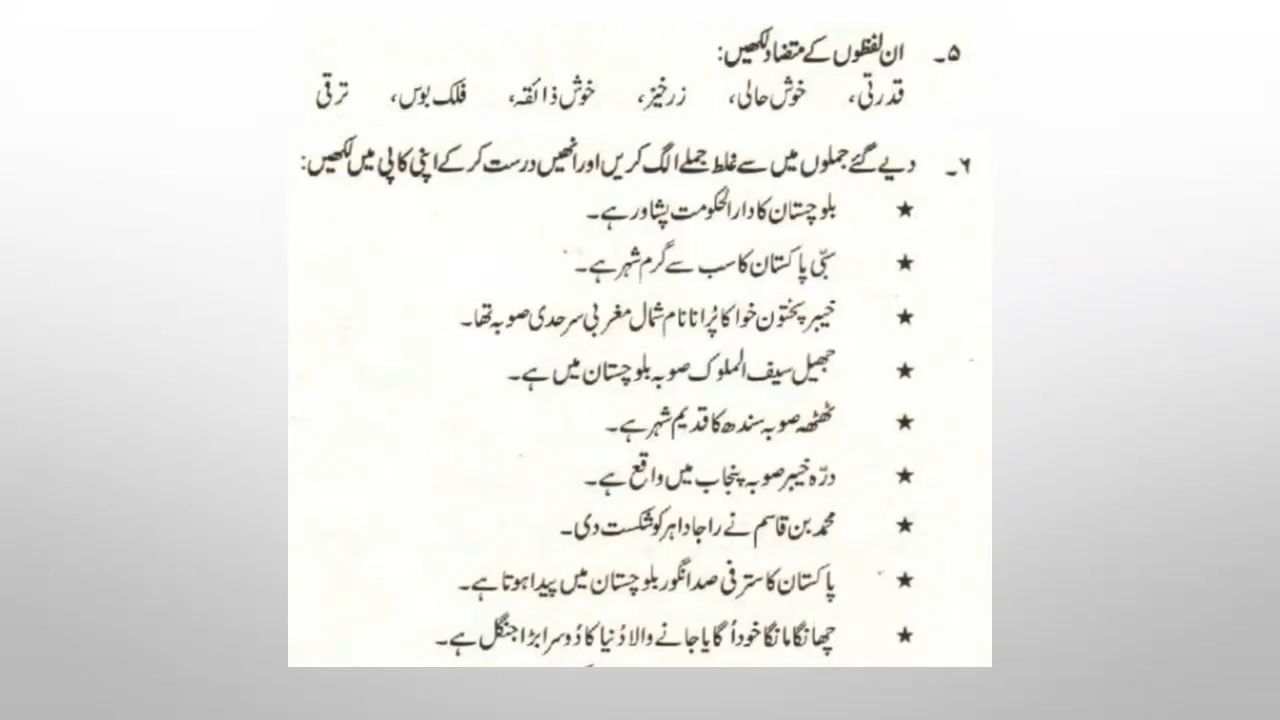 ۵۔ ان لفظوں کے متضاد لکھیں:
قدرتی، خوش حالی، زرخیز، خوش ذائقہ، فلک بوس، ترقی
۶۔ دیے گئے جملوں میں سے غلط جملے الگ کریں اور انھیں درست کر کے اپنی کاپی میں لکھیں:
★ بلوچستان کا دارالحکومت پشاور ہے۔
★ سبّی پاکستان کا سب سے گرم شہر ہے۔
★ خیبر پختون خوا کا پُرانا نام شمال مغربی سرحدی صوبہ تھا۔
★ جھیل سیف الملوک صوبہ بلوچستان میں ہے۔
★ ٹھٹھہ صوبہ سندھ کا قدیم شہر ہے۔
★ درّہ خیبر صوبہ پنجاب میں واقع ہے۔
★ محمد بن قاسم نے راجا داہر کو شکست دی۔
★ پاکستان کا ستر فی صد انگور بلوچستان میں پیدا ہوتا ہے۔
★ چھانگا مانگا خود اُگایا جانے والا دُنیا کا دُوسرا بڑا جنگل ہے۔